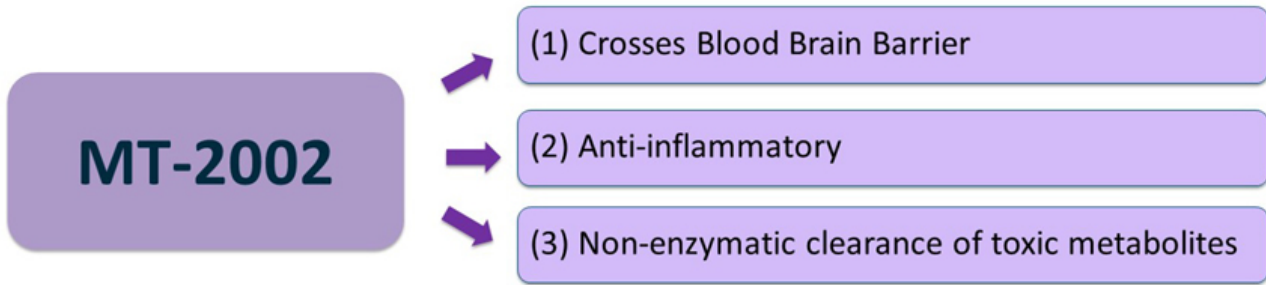 MT-2002
(1) Crosses Blood Brain Barrier
(2) Anti-inflammatory
(3) Non-enzymatic clearance of toxic metabolites